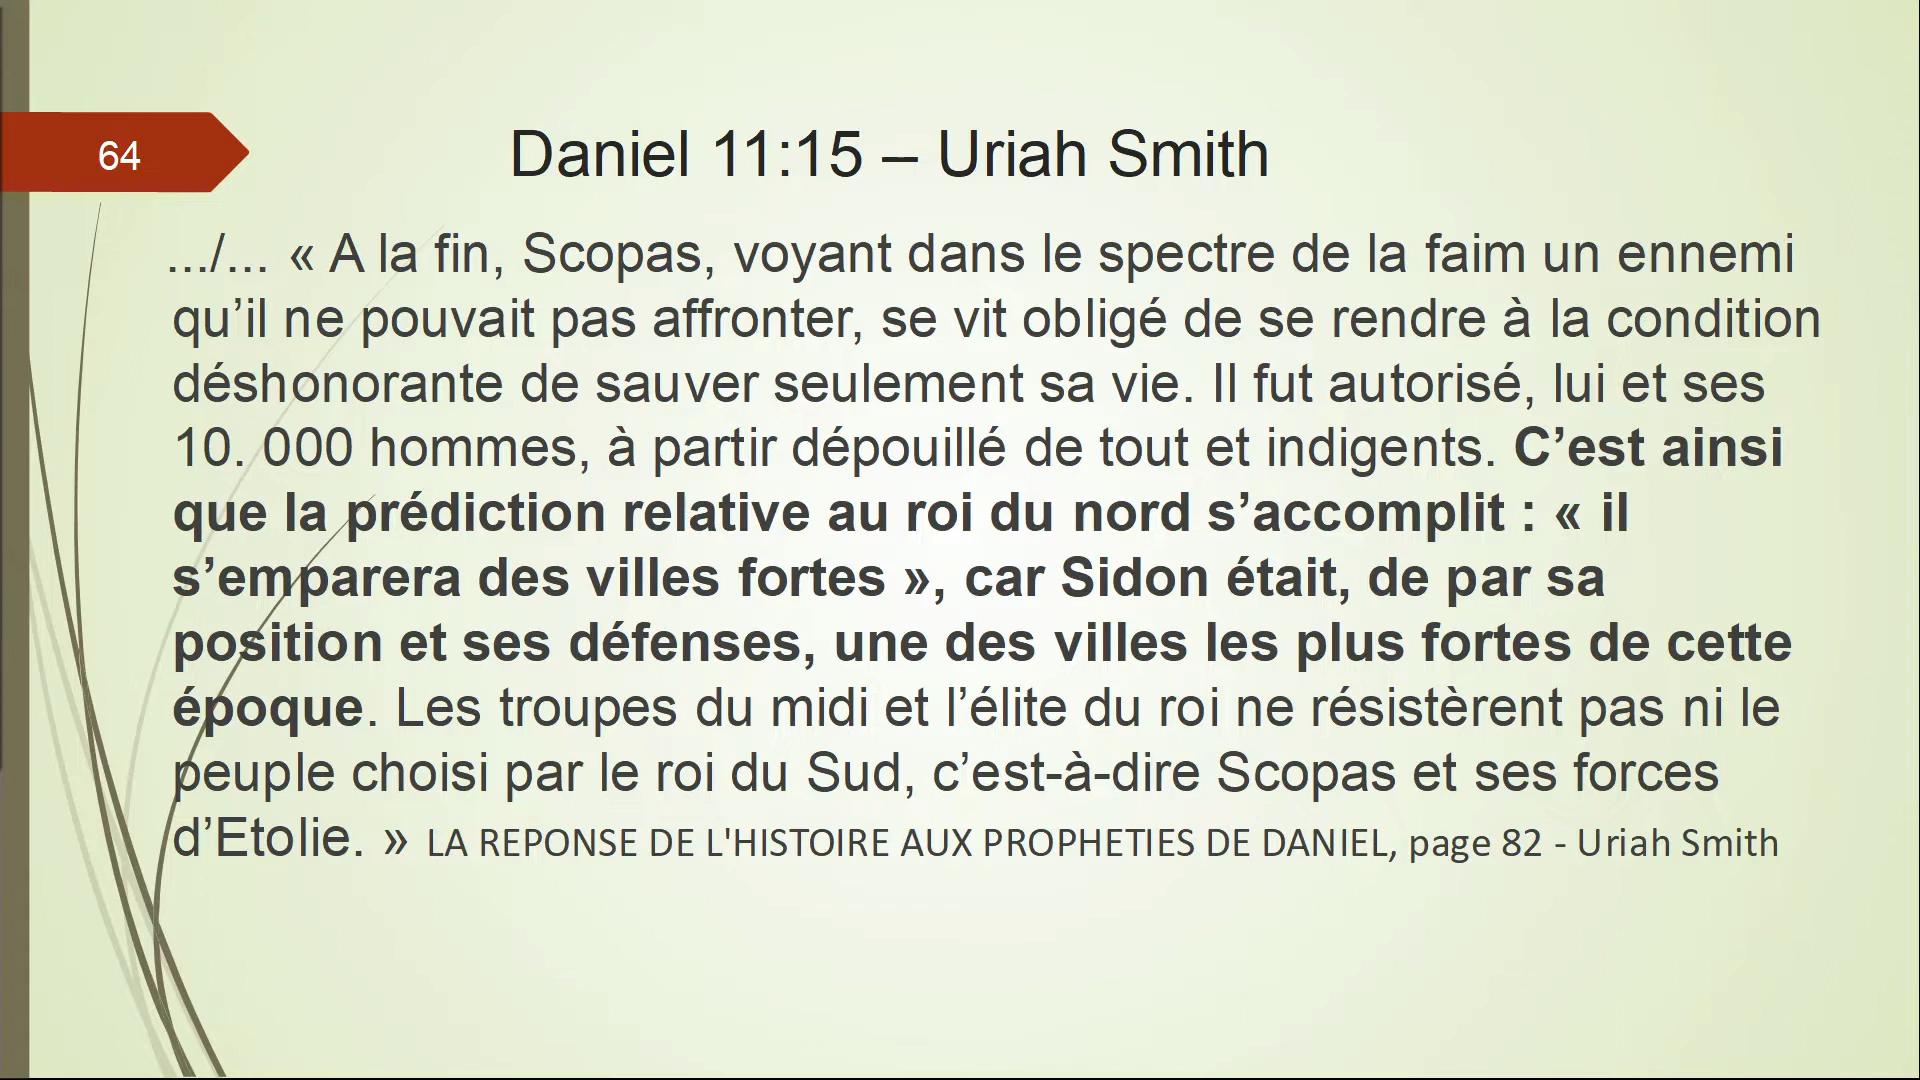 64
Daniel 11:15 – Uriah Smith
.../... « A la fin, Scopas, voyant dans le spectre de la faim un ennemi
qu’il ne pouvait pas affronter, se vit obligé de se rendre à la condition
déshonorante de sauver seulement sa vie. Il fut autorisé, lui et ses
10. 000 hommes, à partir dépouillé de tout et indigents. C’est ainsi
que la prédiction relative au roi du nord s’accomplit : « il
s’emparera des villes fortes », car Sidon était, de par sa
position et ses défenses, une des villes les plus fortes de cette
époque. Les troupes du midi et l’élite du roi ne résistèrent pas ni le
peuple choisi par le roi du Sud, c’est-à-dire Scopas et ses forces
d’Etolie. » LA REPONSE DE L'HISTOIRE AUX PROPHETIES DE DANIEL, page 82 - Uriah Smith